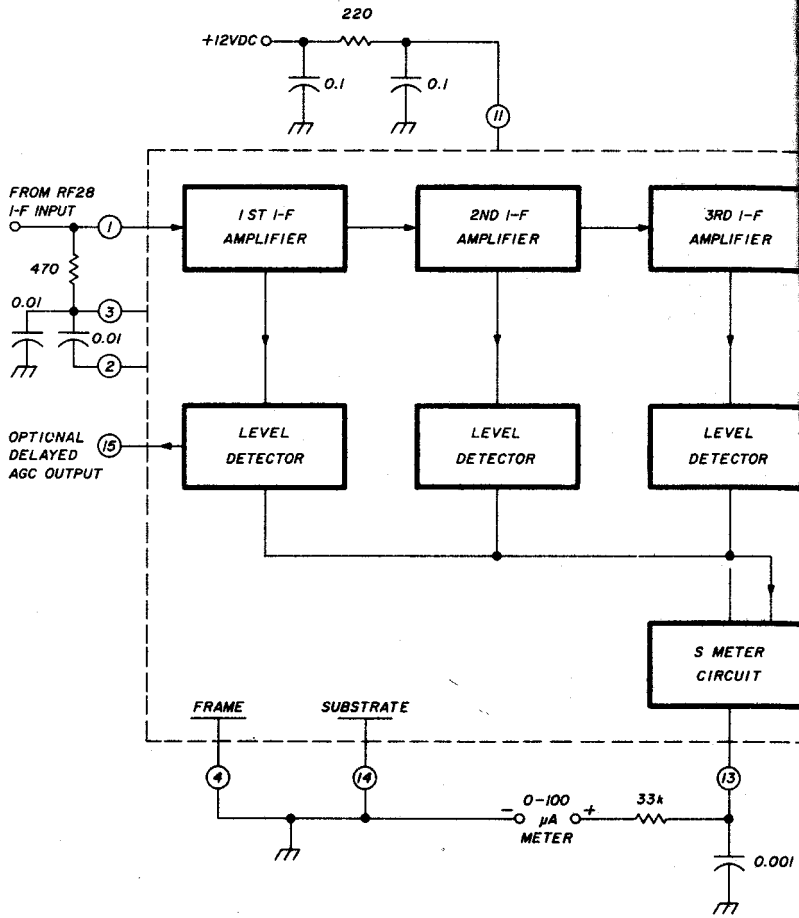 220
+12VDC
0.1
0.1
11
FROM RF28
I-F INPUT
1
1ST I-F
AMPLIFIER
2ND I-F
AMPLIFIER
3RD I-F
AMPLIFIER
470
0.01
3
0.01
2
OPTIONAL
DELAYED
AGC OUTPUT
15
LEVEL
DETECTOR
LEVEL
DETECTOR
LEVEL
DETECTOR
S METER
CIRCUIT
FRAME
SUBSTRATE
4
14
13
- 0-100 +
µA
METER
33k
0.001